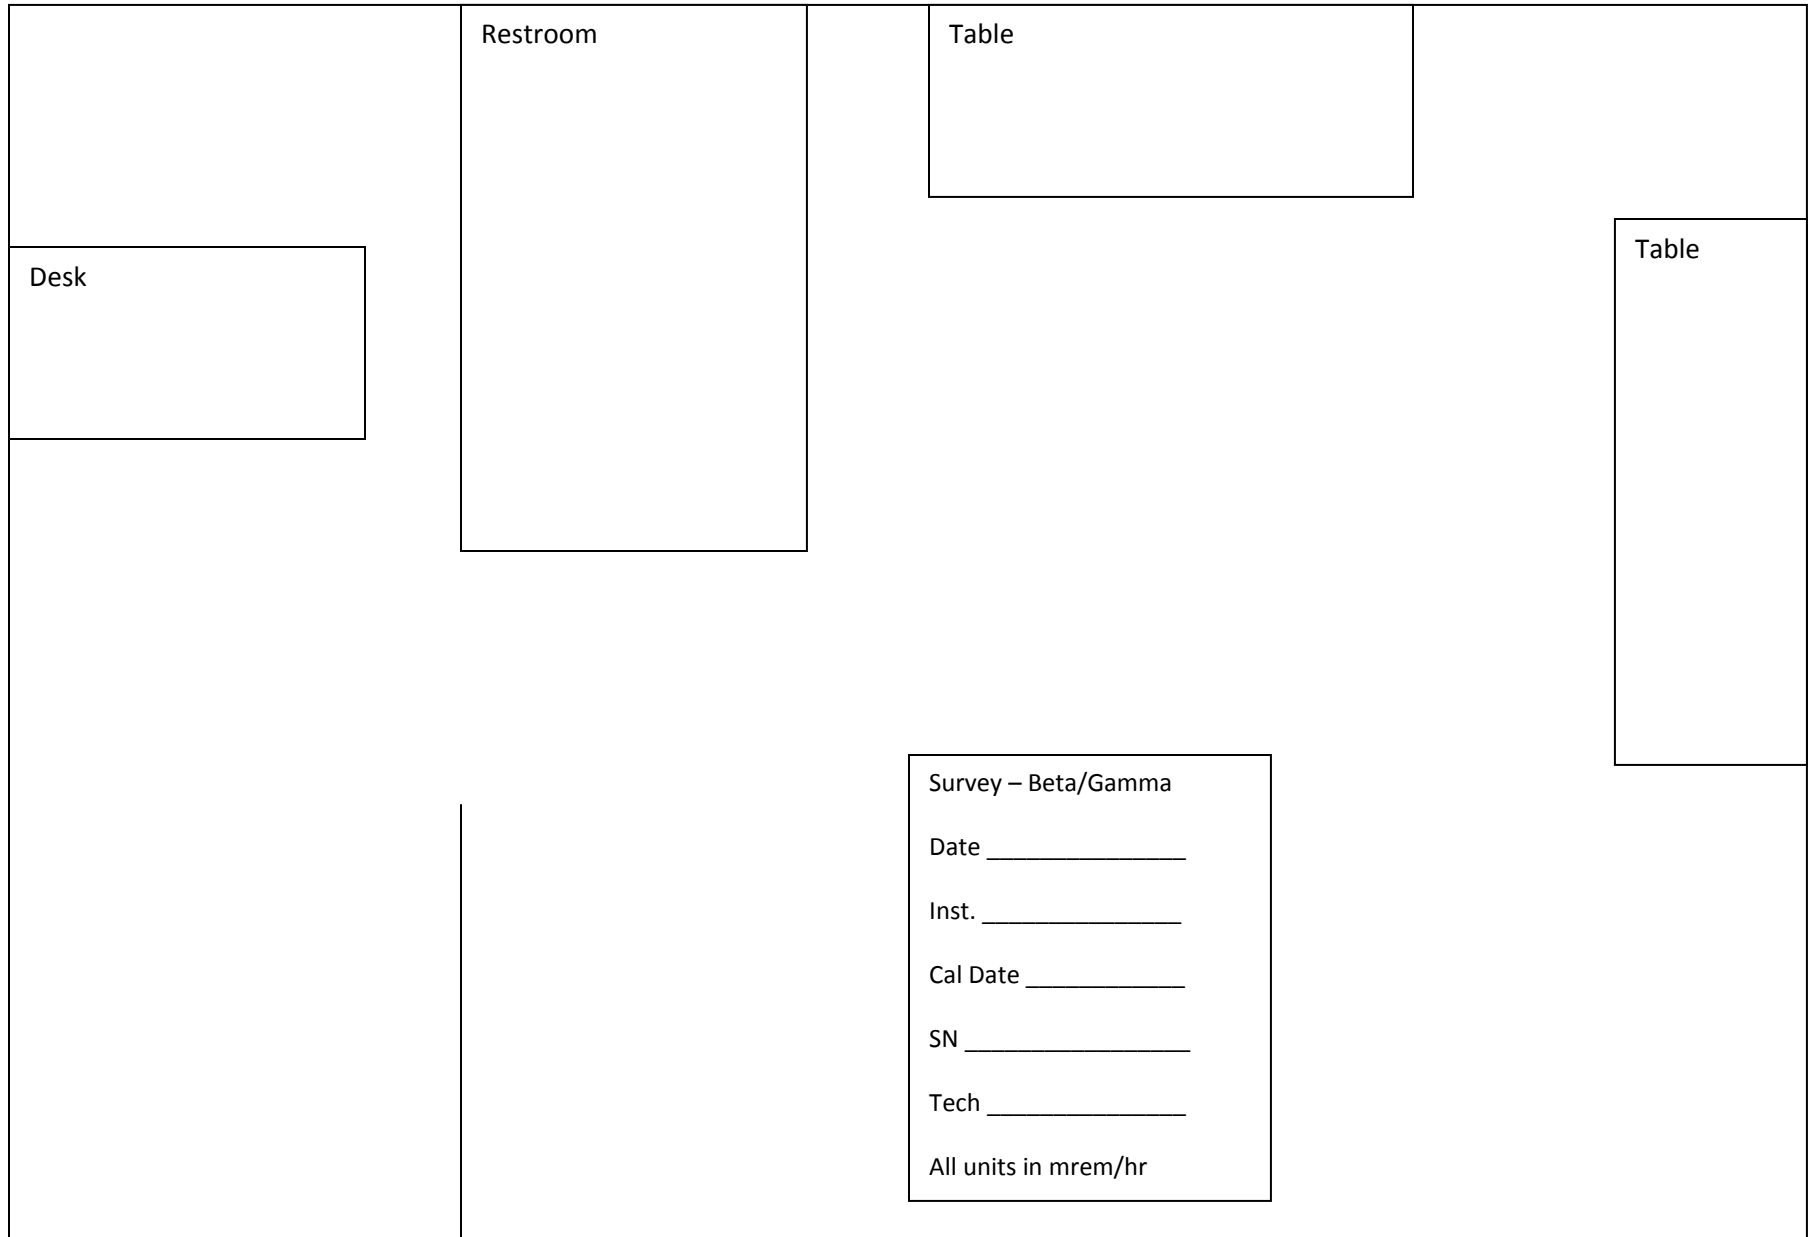 Restroom
Table
Table
Desk
Survey – Beta/Gamma
Date _______________
Inst. _______________
Cal Date ____________
SN _________________
Tech _______________
All units in mrem/hr